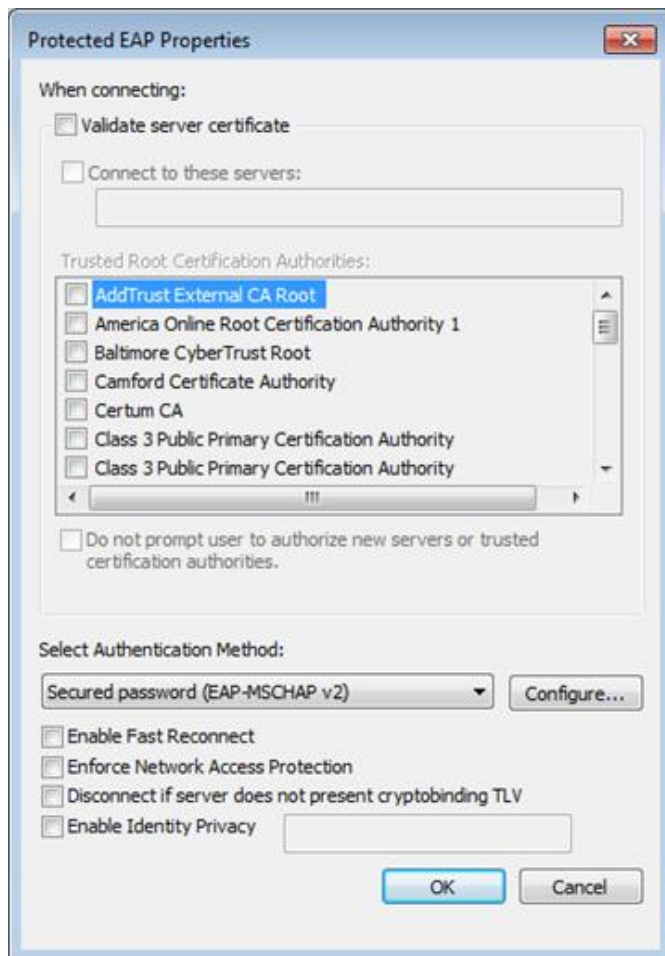 Protected EAP Properties
When connecting:
Validate server certificate
Connect to these servers:
Trusted Root Certification Authorities:
AddTrust External CA Root
America Online Root Certification Authority 1
Baltimore CyberTrust Root
Camford Certificate Authority
Certum CA
Class 3 Public Primary Certification Authority
Class 3 Public Primary Certification Authority
Do not prompt user to authorize new servers or trusted
certification authorities.
Select Authentication Method:
Secured password (EAP-MSCHAP v2) Configure...
Enable Fast Reconnect
Enforce Network Access Protection
Disconnect if server does not present cryptobinding TLV
Enable Identity Privacy
OK Cancel